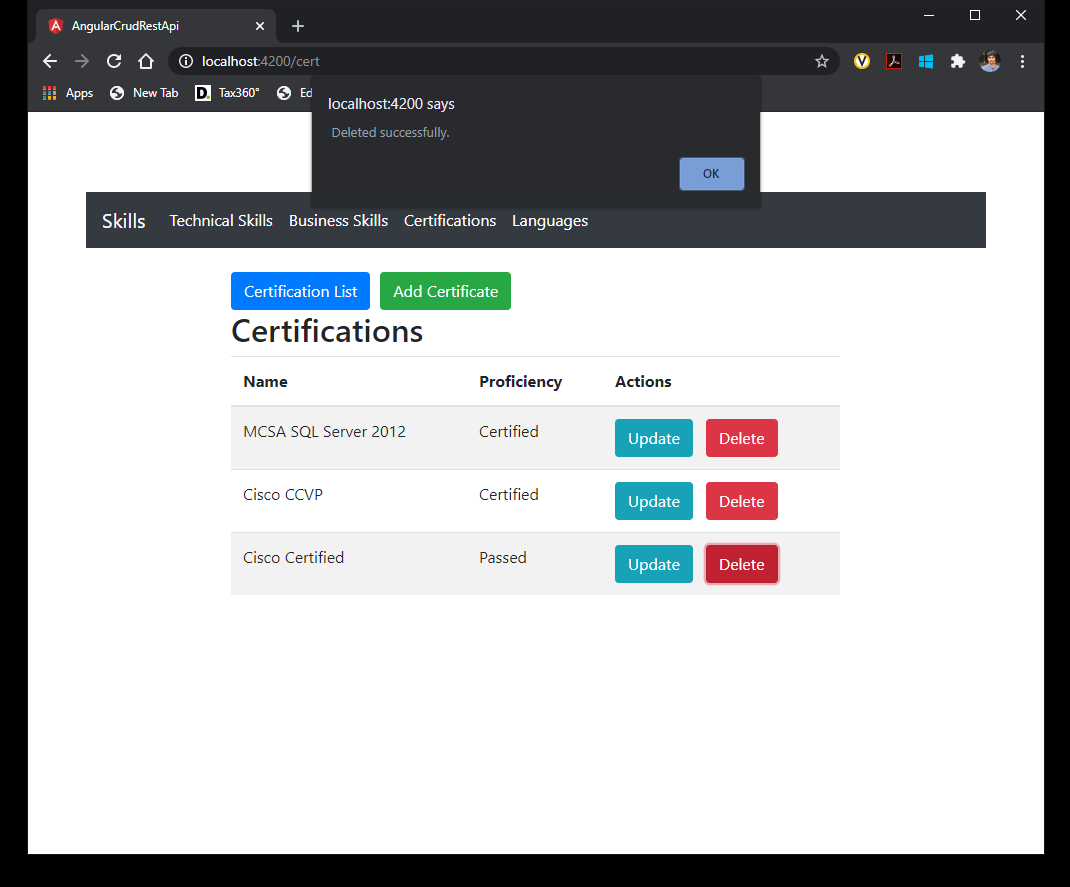 AngularCrudRestApi
localhost:4200/cert
Apps New Tab D. Tax360° Ed
localhost:4200 says
Deleted successfully.
OK
Skills Technical Skills Business Skills Certifications Languages
Certification List Add Certificate
Certifications
Name Proficiency Actions
MCSA SQL Server 2012 Certified Update Delete
Cisco CCVP Certified Update Delete
Cisco Certified Passed Update Delete